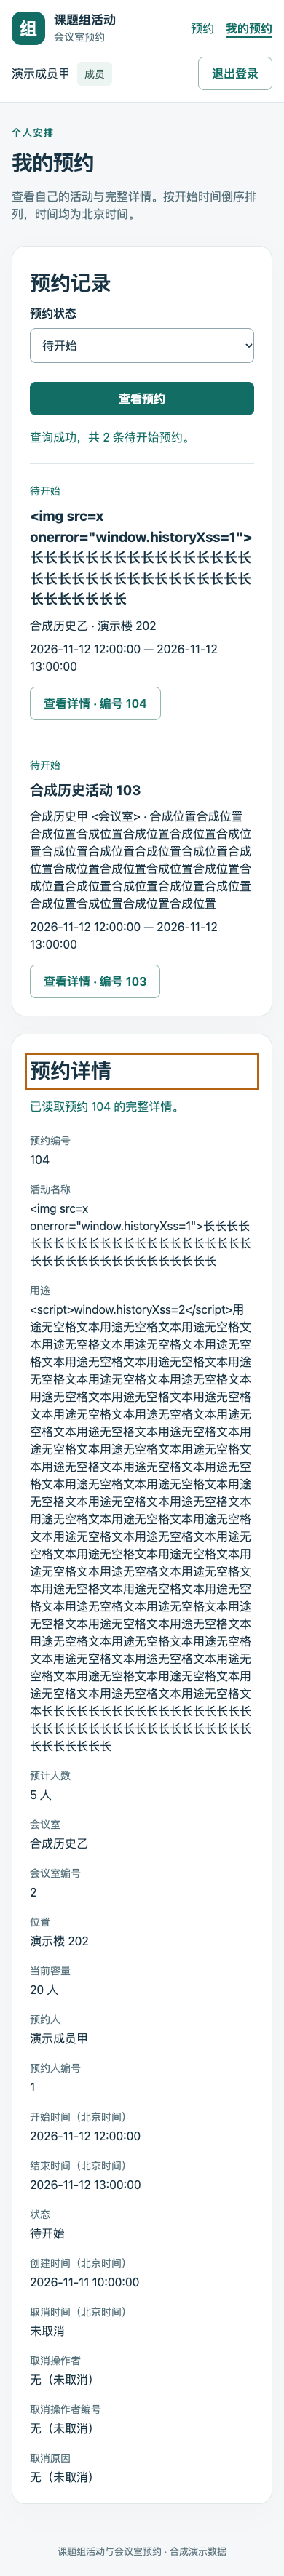 组
课题组活动
会议室预约
预约
我的预约
演示成员甲
成员
退出登录
个人安排
我的预约
查看自己的活动与完整详情。按开始时间倒序排
列，时间均为北京时间。
预约记录
预约状态
待开始
查看预约
查询成功，共 2 条待开始预约。
待开始
<img src=x
onerror="window.historyXss=1">
长长长长长长长长长长长长长长长长
长长长长长长长长长长长长长长长长
长长长长长长长
合成历史乙 · 演示楼 202
2026-11-12 12:00:00 — 2026-11-12
13:00:00
查看详情 · 编号 104
待开始
合成历史活动 103
合成历史甲 <会议室> · 合成位置合成位置
合成位置合成位置合成位置合成位置合成位
置合成位置合成位置合成位置合成位置合成
位置合成位置合成位置合成位置合成位置合
成位置合成位置合成位置合成位置合成位置
合成位置合成位置合成位置合成位置
2026-11-12 12:00:00 — 2026-11-12
13:00:00
查看详情 · 编号 103
预约详情
已读取预约 104 的完整详情。
预约编号
104
活动名称
<img src=x
onerror="window.historyXss=1">长长长长
长长长长长长长长长长长长长长长长长长长
长长长长长长长长长长长长长长长长
用途
<script>window.historyXss=2</script>用
途无空格文本用途无空格文本用途无空格文
本用途无空格文本用途无空格文本用途无空
格文本用途无空格文本用途无空格文本用途
无空格文本用途无空格文本用途无空格文本
用途无空格文本用途无空格文本用途无空格
文本用途无空格文本用途无空格文本用途无
空格文本用途无空格文本用途无空格文本用
途无空格文本用途无空格文本用途无空格文
本用途无空格文本用途无空格文本用途无空
格文本用途无空格文本用途无空格文本用途
无空格文本用途无空格文本用途无空格文本
用途无空格文本用途无空格文本用途无空格
文本用途无空格文本用途无空格文本用途无
空格文本用途无空格文本用途无空格文本用
途无空格文本用途无空格文本用途无空格文
本用途无空格文本用途无空格文本用途无空
格文本用途无空格文本用途无空格文本用途
无空格文本用途无空格文本用途无空格文本
用途无空格文本用途无空格文本用途无空格
文本用途无空格文本用途无空格文本用途无
空格文本用途无空格文本用途无空格文本用
途无空格文本用途无空格文本用途无空格文
本长长长长长长长长长长长长长长长长长长
长长长长长长长长长长长长长长长长长长长
长长长长长长长
预计人数
5 人
会议室
合成历史乙
会议室编号
2
位置
演示楼 202
当前容量
20 人
预约人
演示成员甲
预约人编号
1
开始时间（北京时间）
2026-11-12 12:00:00
结束时间（北京时间）
2026-11-12 13:00:00
状态
待开始
创建时间（北京时间）
2026-11-11 10:00:00
取消时间（北京时间）
未取消
取消操作者
无（未取消）
取消操作者编号
无（未取消）
取消原因
无（未取消）
课题组活动与会议室预约 · 合成演示数据